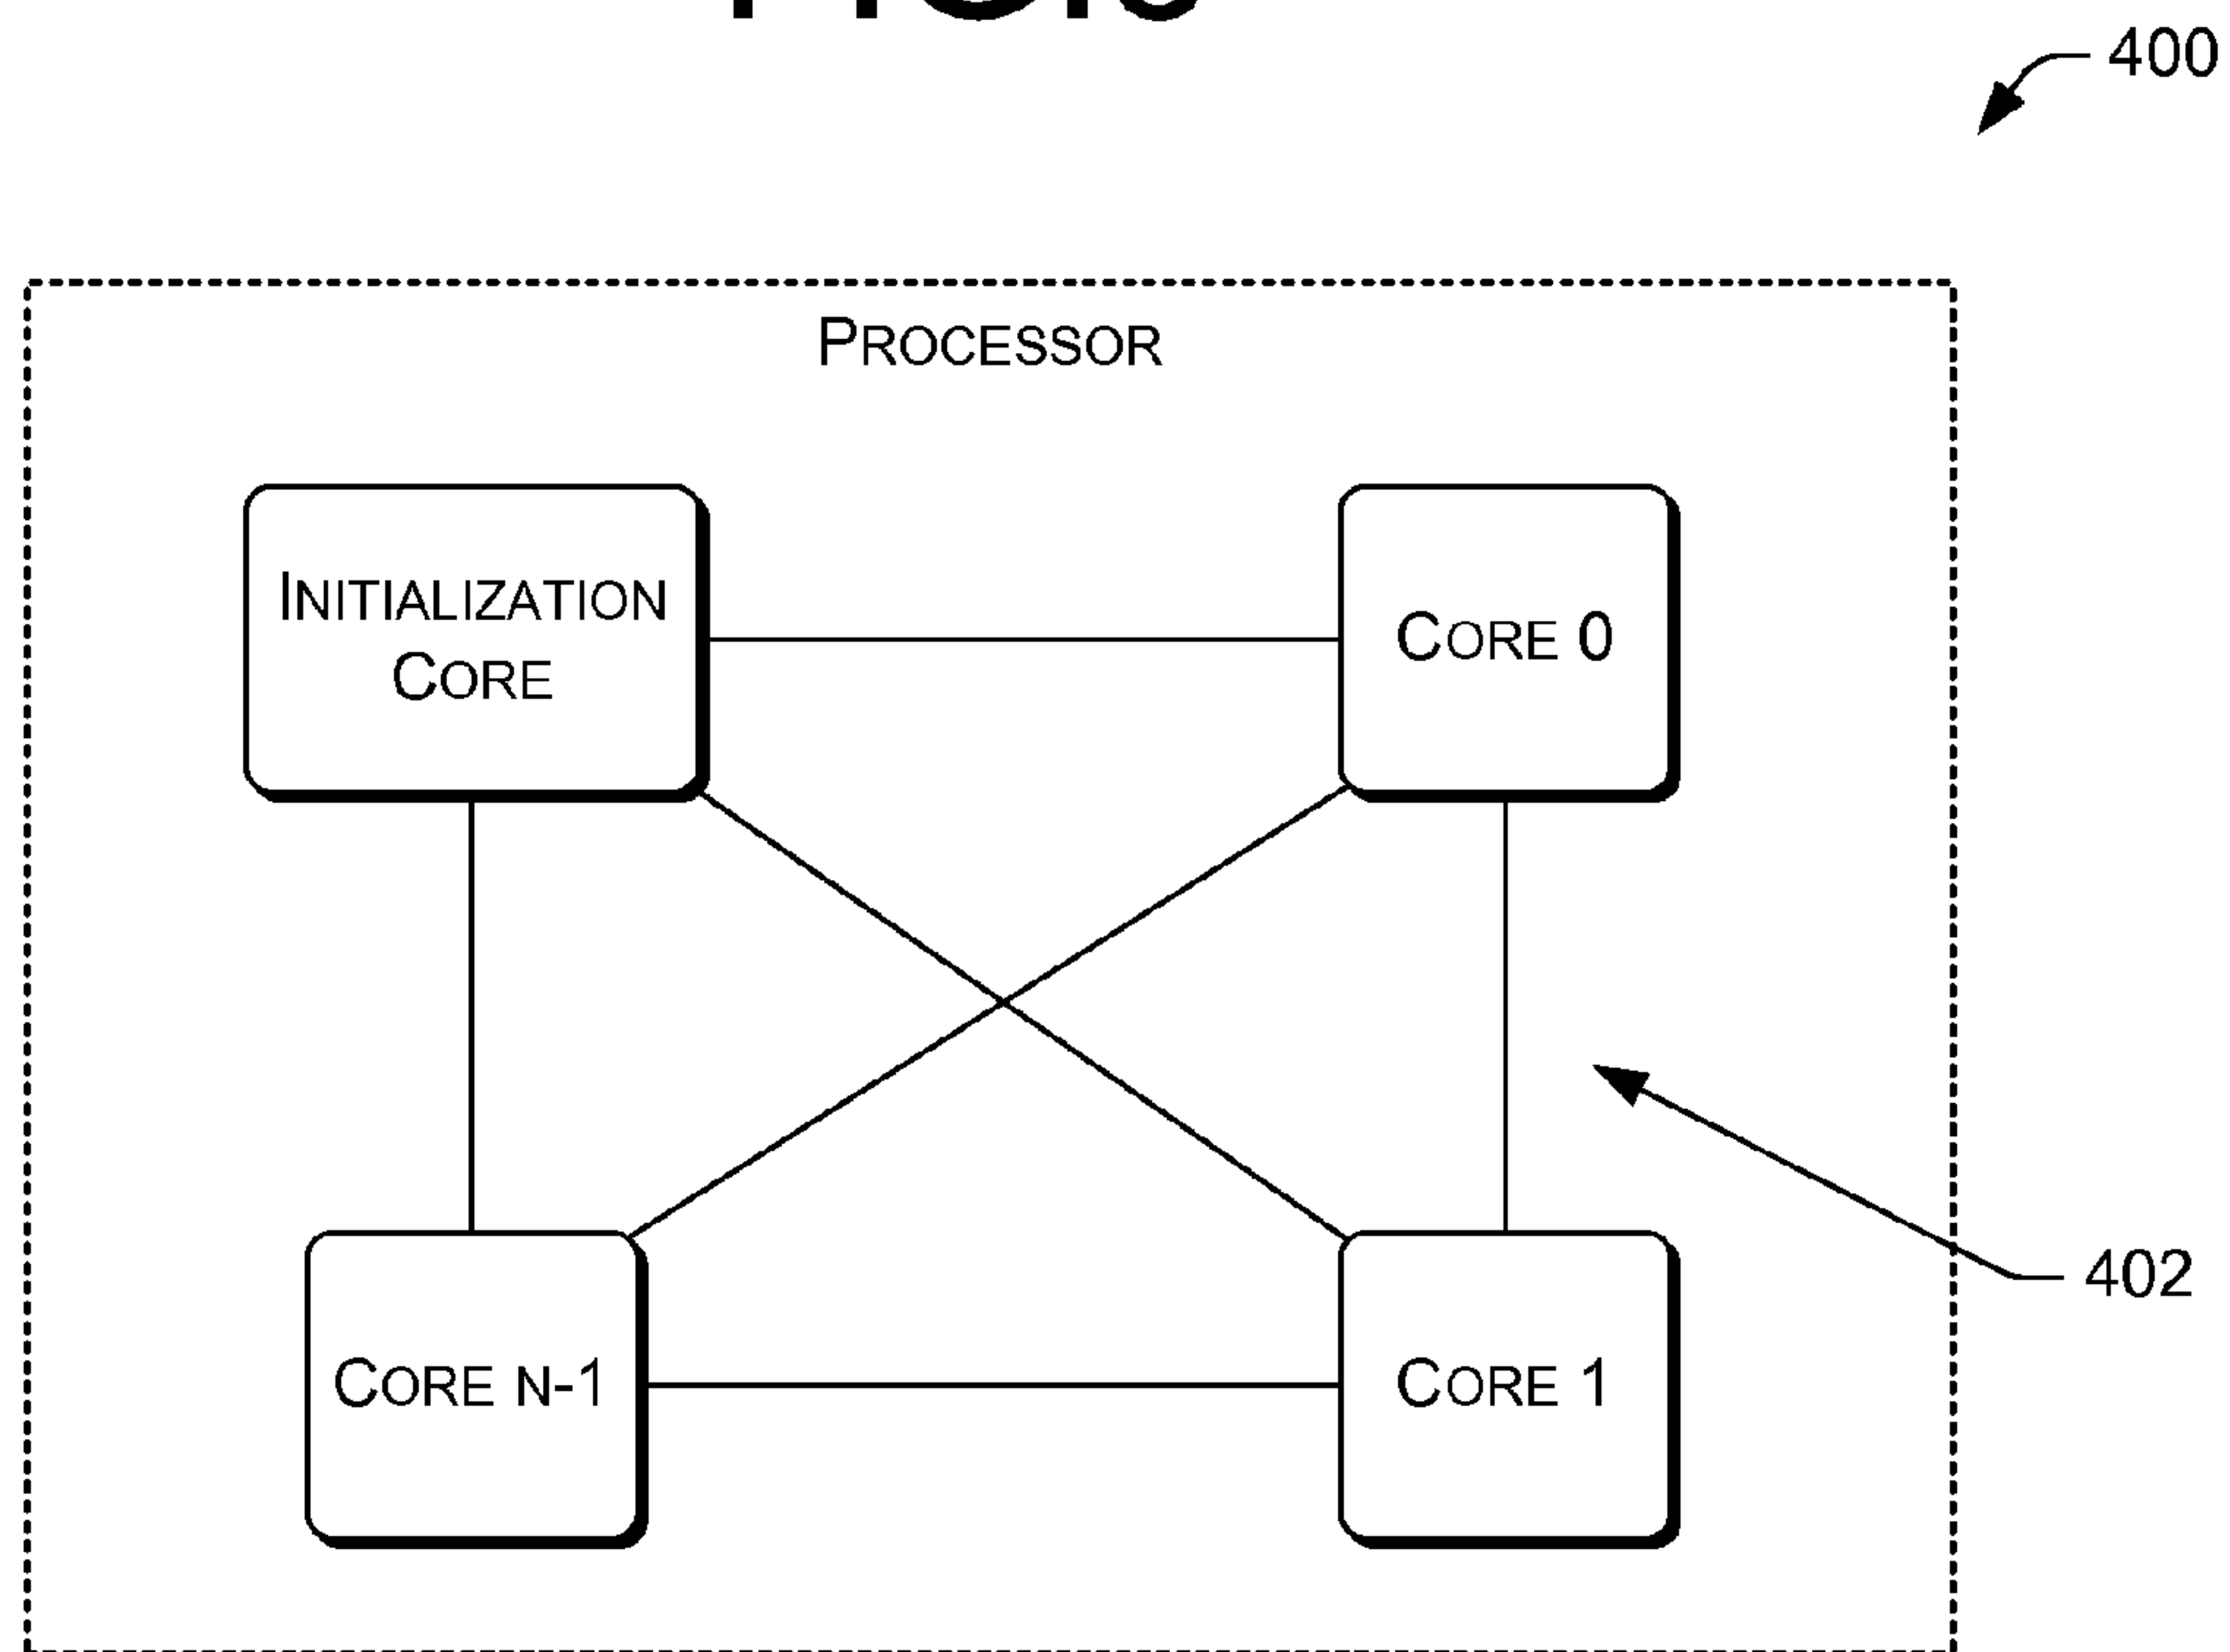 400
PROCESSOR
INITIALIZATION
CORE
CORE 0
402
CORE N-1
CORE 1